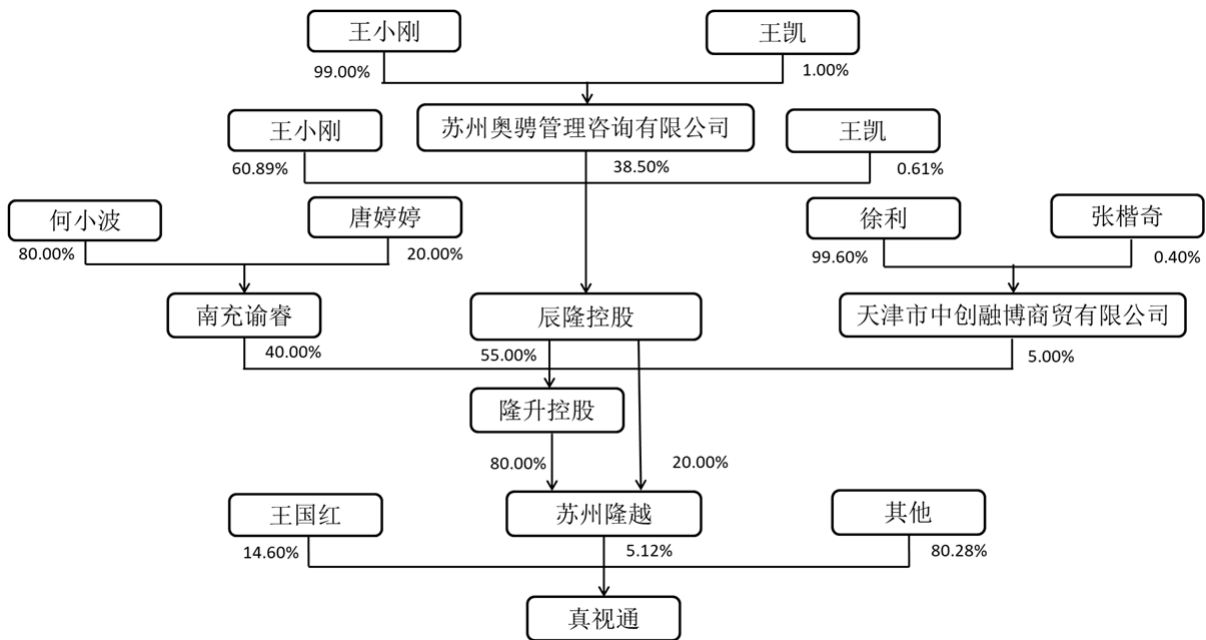 王小刚
王凯
99.00%
1.00%
王小刚
苏州奥骋管理咨询有限公司
王凯
60.89%
38.50%
0.61%
何小波
唐婷婷
徐利
张楷奇
80.00%
20.00%
99.60%
0.40%
南充谕睿
辰隆控股
天津市中创融博商贸有限公司
40.00%
55.00%
5.00%
隆升控股
80.00%
20.00%
王国红
苏州隆越
其他
14.60%
5.12%
80.28%
真视通